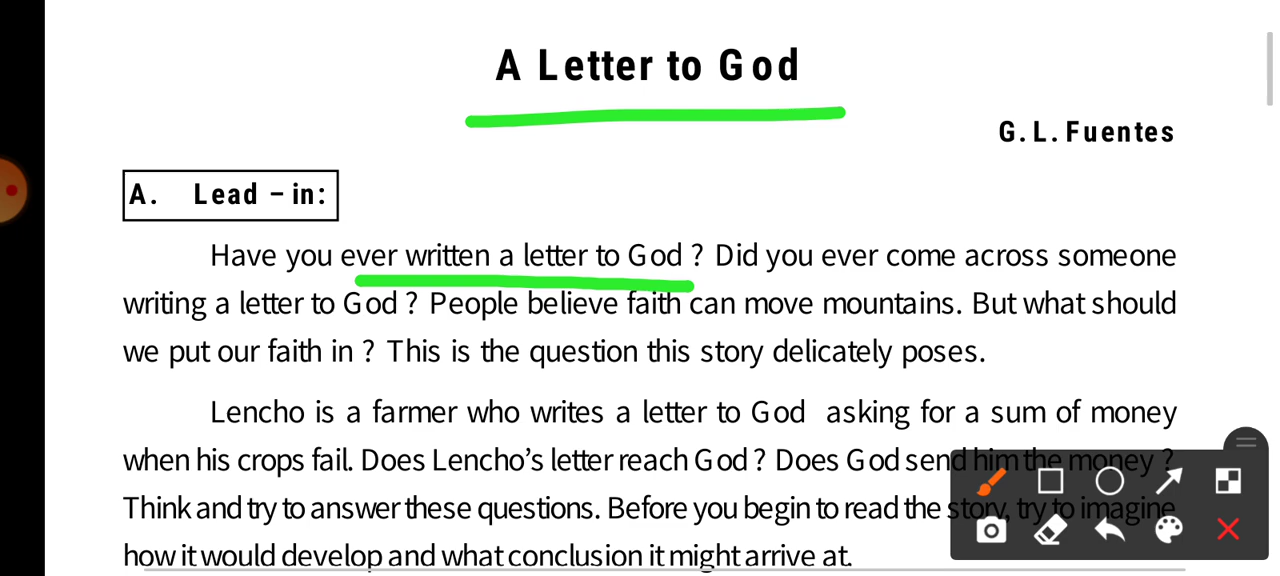 A Letter to God
G.L.Fuentes
A. Lead – in:
Have you ever written a letter to God ? Did you ever come across someone
writing a letter to God ? People believe faith can move mountains. But what should
we put our faith in ? This is the question this story delicately poses.
Lencho is a farmer who writes a letter to God asking for a sum of money
when his crops fail. Does Lencho’s letter reach God ? Does God send him the money ?
Think and try to answer these questions. Before you begin to read the story, try to imagine
how it would develop and what conclusion it might arrive at.